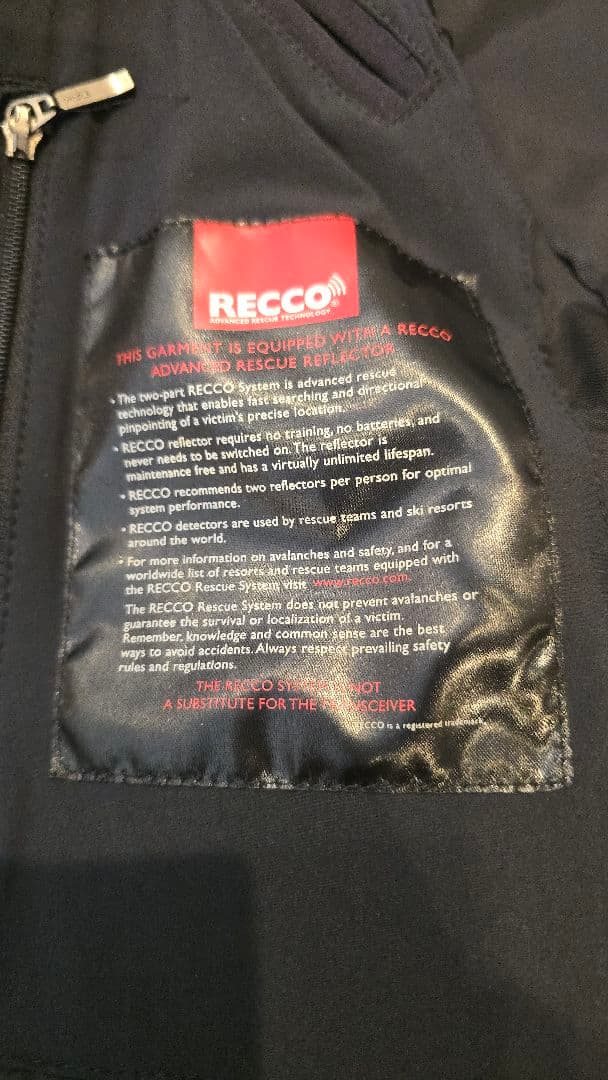 RECCO
ADVANCED RESCUE TECHNOLOGY
THIS GARMENT IS EQUIPPED WITH A RECCO
ADVANCED RESCUE REFLECTOR
• The two-part RECCO System is advanced rescue
technology that enables fast searching and directional
pinpointing of a victim's precise location.
• RECCO reflector requires no training, no batteries, and
never needs to be switched on. The reflector is
maintenance free and has a virtually unlimited lifespan.
• RECCO recommends two reflectors per person for optimal
system performance.
• RECCO detectors are used by rescue teams and ski resorts
around the world.
• For more information on avalanches and safety, and for a
worldwide list of resorts and rescue teams equipped with
the RECCO Rescue System visit www.recco.com.
The RECCO Rescue System does not prevent avalanches or
guarantee the survival or localization of a victim.
Remember, knowledge and common sense are the best
ways to avoid accidents. Always respect prevailing safety
rules and regulations.
THE RECCO SYSTEM IS NOT
A SUBSTITUTE FOR THE TRANSCEIVER
RECCO is a registered trademark.